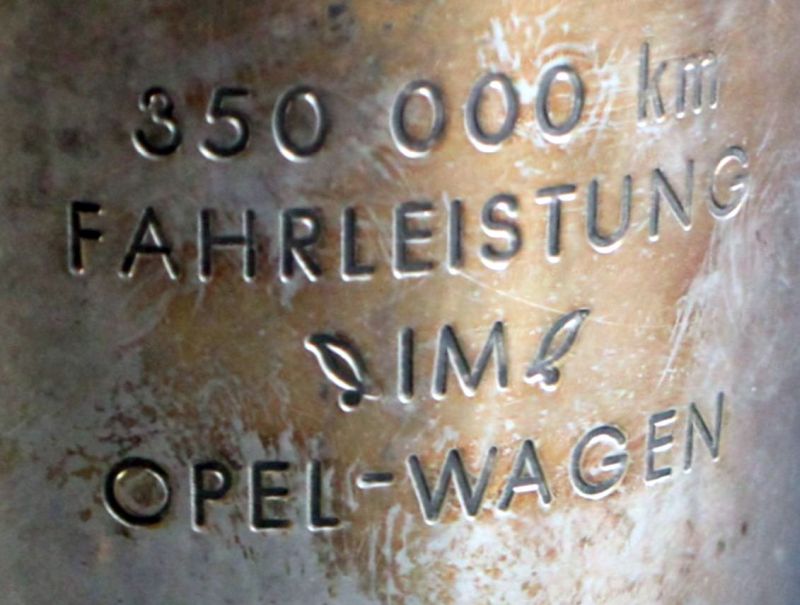 350 000 km
FAHRLEISTUNG
IM
OPEL-WAGEN